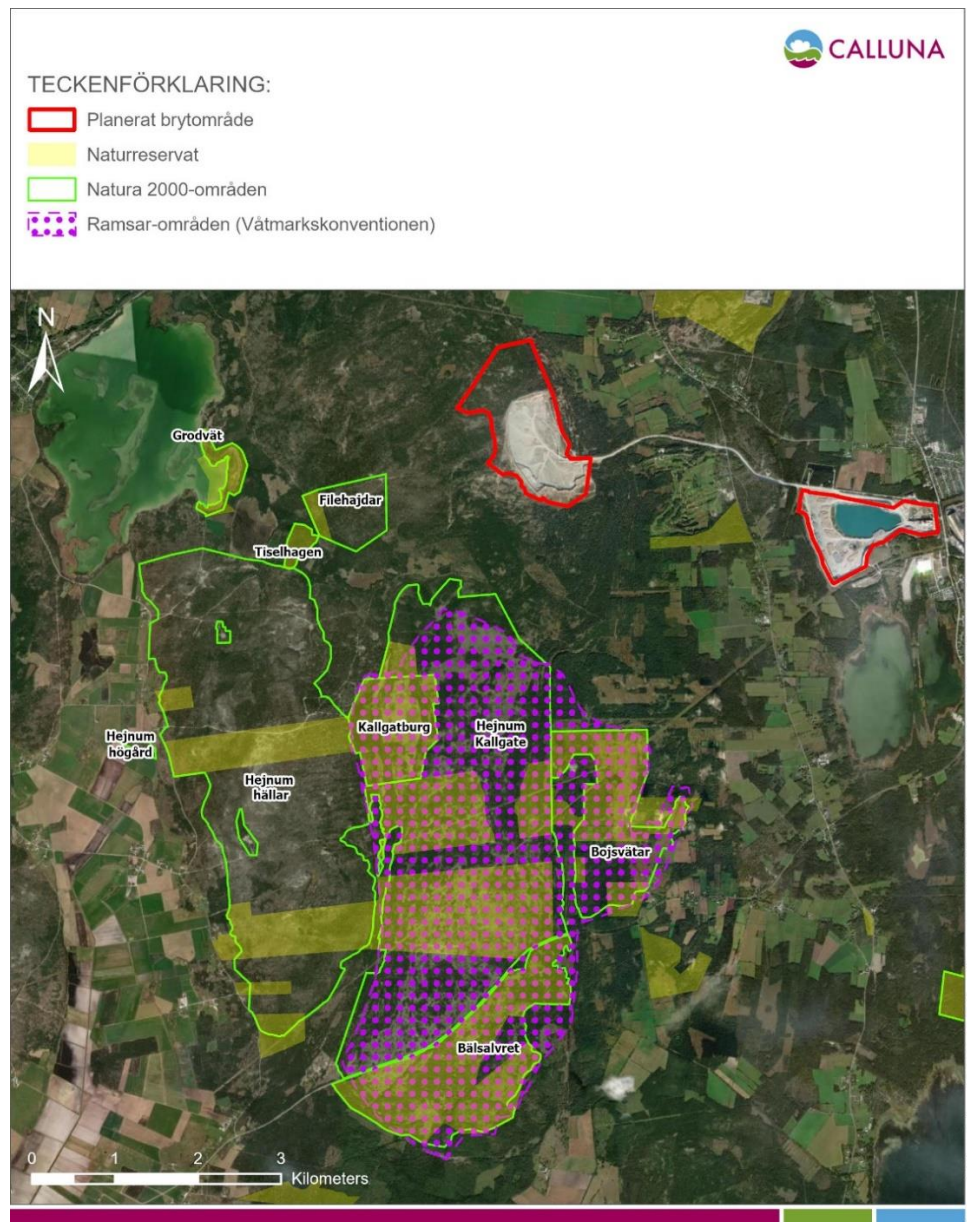 CALLUNA
TECKENFÖRKLARING:
Planerat brytområde
Naturreservat
Natura 2000-områden
Ramsar-områden (Våtmarkskonventionen)
N
Grodvät
Filehajdar
Tiselhagen
Kallgatburg
Hejnum
Kallgate
Hejnum
högård
Hejnum
hällar
Bojsvätar
Bälsalvret
0 1 2 3
Kilometers